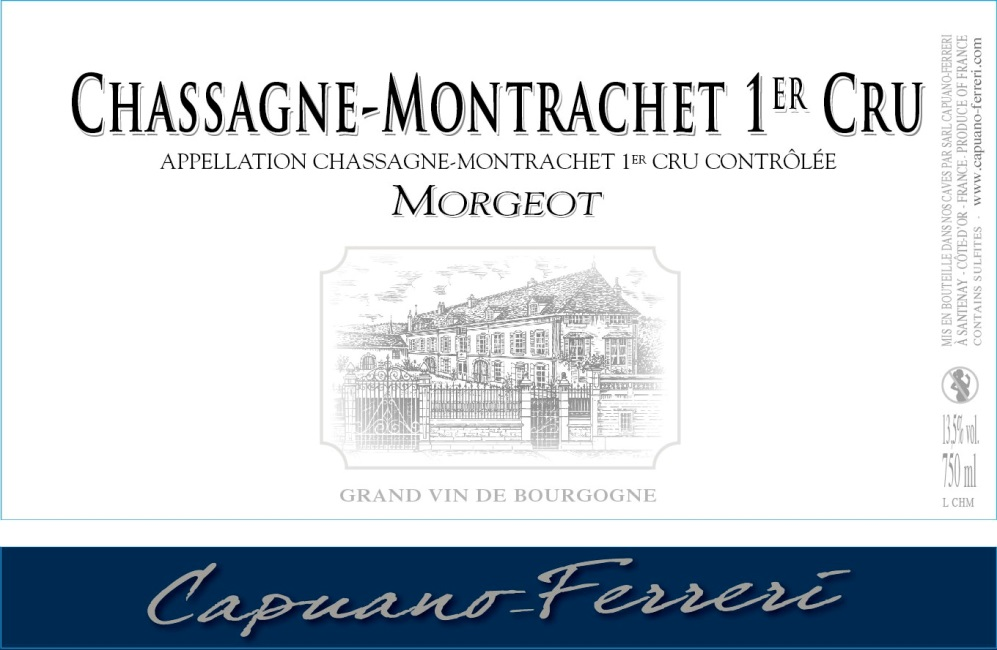 CHASSAGNE-MONTRACHET 1ER CRU
APPELLATION CHASSAGNE-MONTRACHET 1ER CRU CONTRÔLÉE
MORGEOT
GRAND VIN DE BOURGOGNE
Capuano-Ferreri
MIS EN BOUTEILLE DANS NOS CAVES PAR SARL CAPUANO-FERRERI
À SANTENAY - CÔTE-D'OR - FRANCE - PRODUCE OF FRANCE
CONTAINS SULFITES - www.capuano-ferreri.com
13,5% vol.
750 ml
L CHM